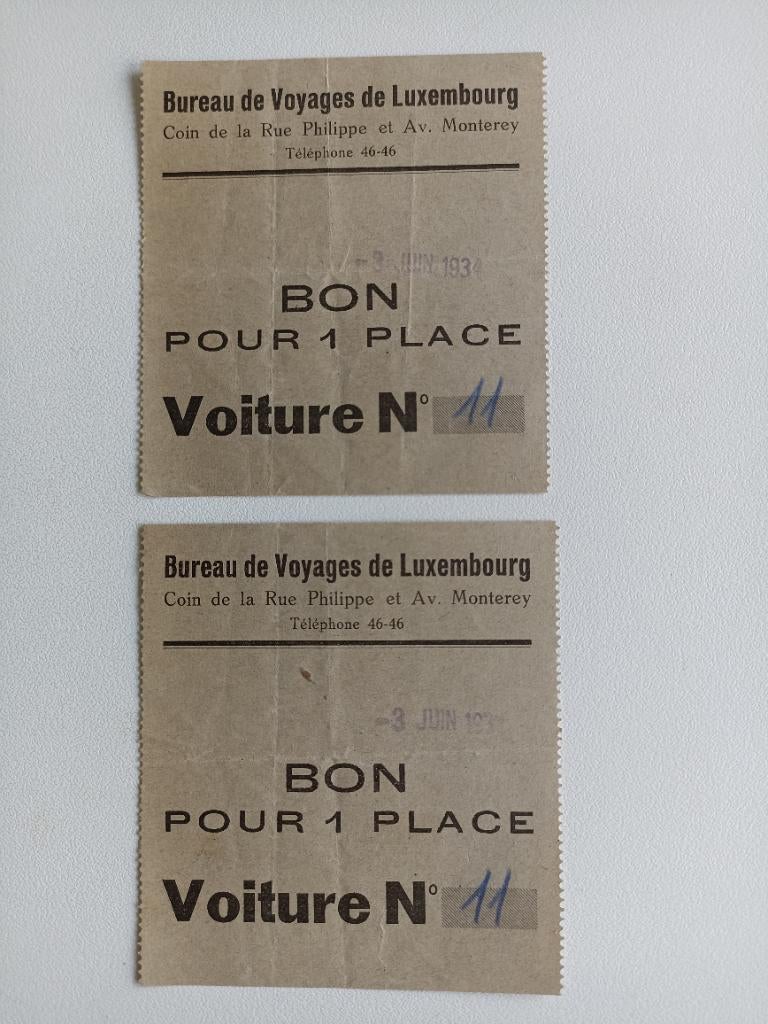 Bureau de Voyages de Luxembourg
Coin de la Rue Philippe et Av. Monterey
Téléphone 46-46
-3 JUIN 1934
BON
POUR 1 PLACE
Voiture Nº 11
Bureau de Voyages de Luxembourg
Coin de la Rue Philippe et Av. Monterey
Téléphone 46-46
-3 JUIN
BON
POUR 1 PLACE
Voiture Nº 11